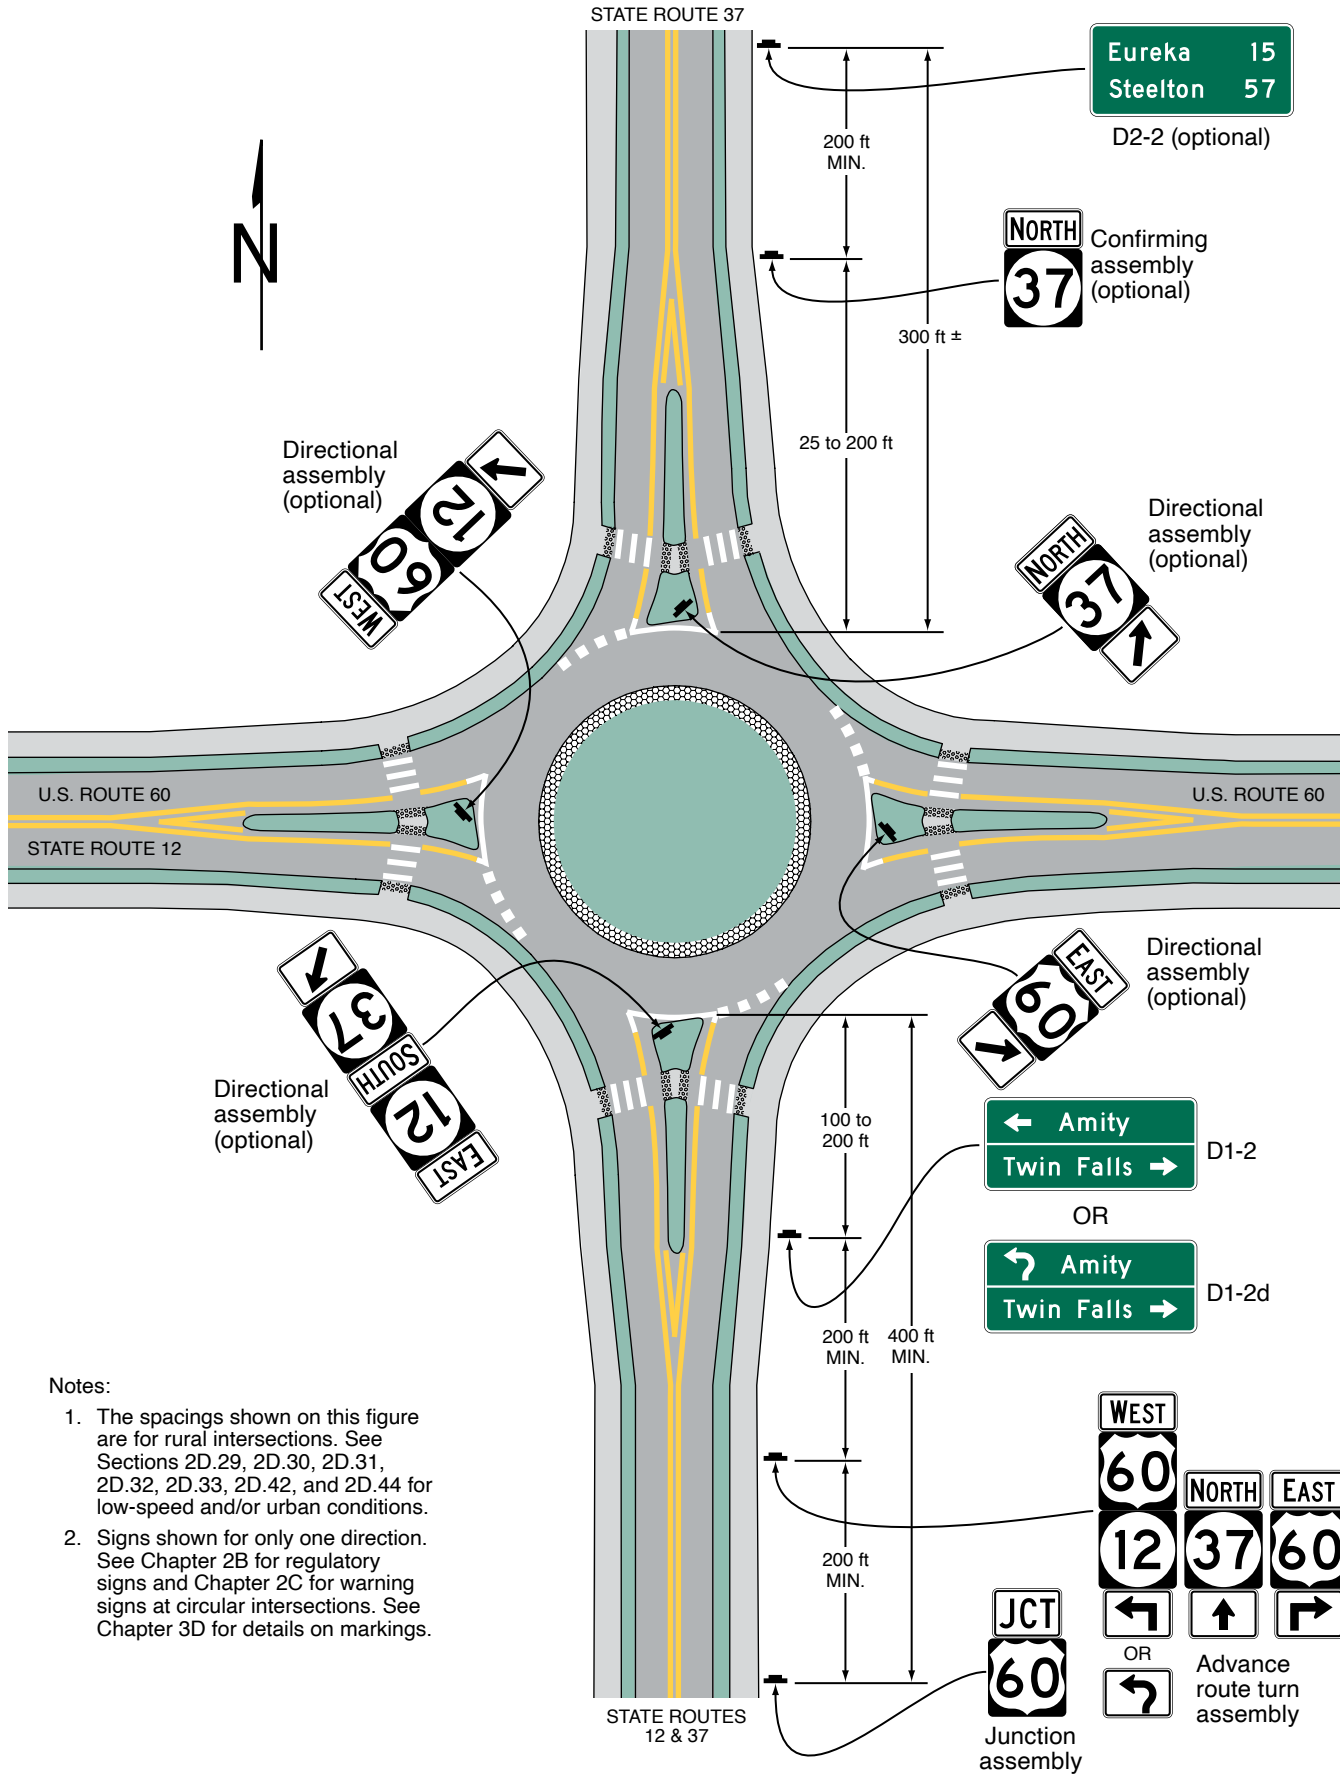 STATE ROUTE 37
Eureka 15
Steelton 57
D2-2 (optional)
200 ft
MIN.
N
NORTH
37
Confirming
assembly
(optional)
300 ft ±
25 to 200 ft
Directional
assembly
(optional)
12
60
WEST
Directional
assembly
(optional)
NORTH
37
U.S. ROUTE 60
STATE ROUTE 12
U.S. ROUTE 60
37
SOUTH
12
EAST
Directional
assembly
(optional)
EAST
60
Directional
assembly
(optional)
100 to
200 ft
Amity
Twin Falls
D1-2
OR
Amity
Twin Falls
D1-2d
200 ft
MIN.
400 ft
MIN.
Notes:
1. The spacings shown on this figure
are for rural intersections. See
Sections 2D.29, 2D.30, 2D.31,
2D.32, 2D.33, 2D.42, and 2D.44 for
low-speed and/or urban conditions.
2. Signs shown for only one direction.
See Chapter 2B for regulatory
signs and Chapter 2C for warning
signs at circular intersections. See
Chapter 3D for details on markings.
WEST
60
12
NORTH
37
EAST
60
OR
Advance
route turn
assembly
200 ft
MIN.
JCT
60
Junction
assembly
STATE ROUTES
12 & 37